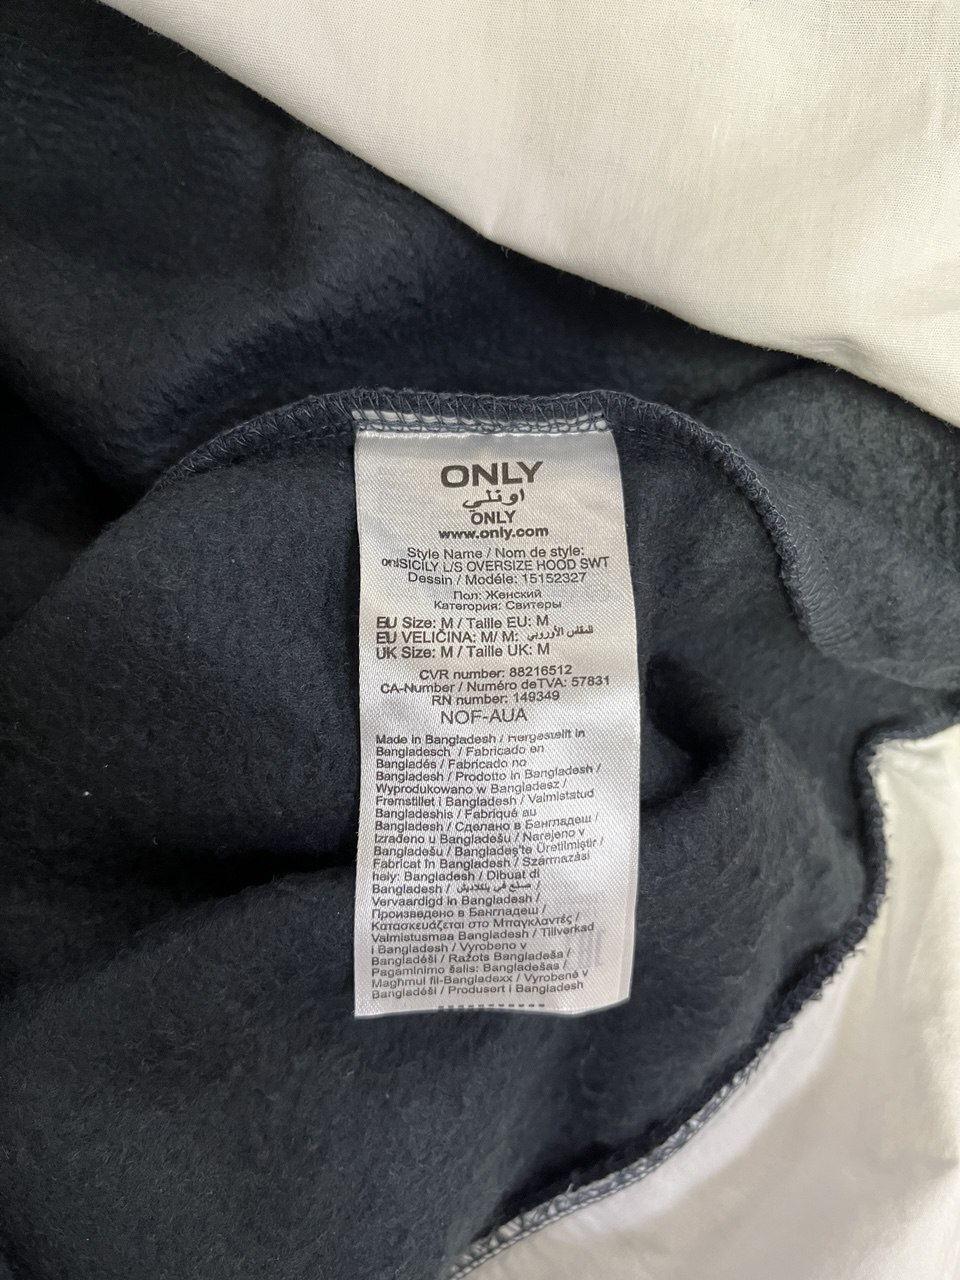 ONLY
اونلي
ONLY
www.only.com
Style Name / Nom de style:
onlSICILY L/S OVERSIZE HOOD SWT
Dessin / Modéle: 15152327
Пол: Женский
Категория: Свитеры
EU Size: M / Taille EU: M
EU VELIČINA: M/ M: المقاس الأوروبي
UK Size: M / Taille UK: M
CVR number: 88216512
CA-Number / Numéro deTVA: 57831
RN number: 149349
NOF-AUA
Made in Bangladesh / Hergestellt in
Bangladesch / Fabricado en
Bangladés / Fabricado no
Bangladesh / Prodotto in Bangladesh /
Wyprodukowano w Bangladesz /
Fremstillet i Bangladesh / Valmistatud
Bangladeshis / Fabriqué au
Bangladesh / Сделано в Бангладеш /
Izrađeno u Bangladešu / Narejeno v
Bangladešu / Bangladeş'te Üretilmiştir /
Fabricat în Bangladesh / Származási
hely: Bangladesh / Dibuat di
Bangladesh / صنع في بنغلاديش /
Vervaardigd in Bangladesh /
Произведено в Бангладеш /
Κατασκευάζεται στο Μπαγκλαντές /
Valmistusmaa Bangladesh / Tillverkad
i Bangladesh / Vyrobeno v
Bangladéši / Ražots Bangladeša /
Pagaminimo šalis: Bangladešas /
Magħmul fil-Bangladexx / Vyrobené v
Bangladéši / Produsert i Bangladesh